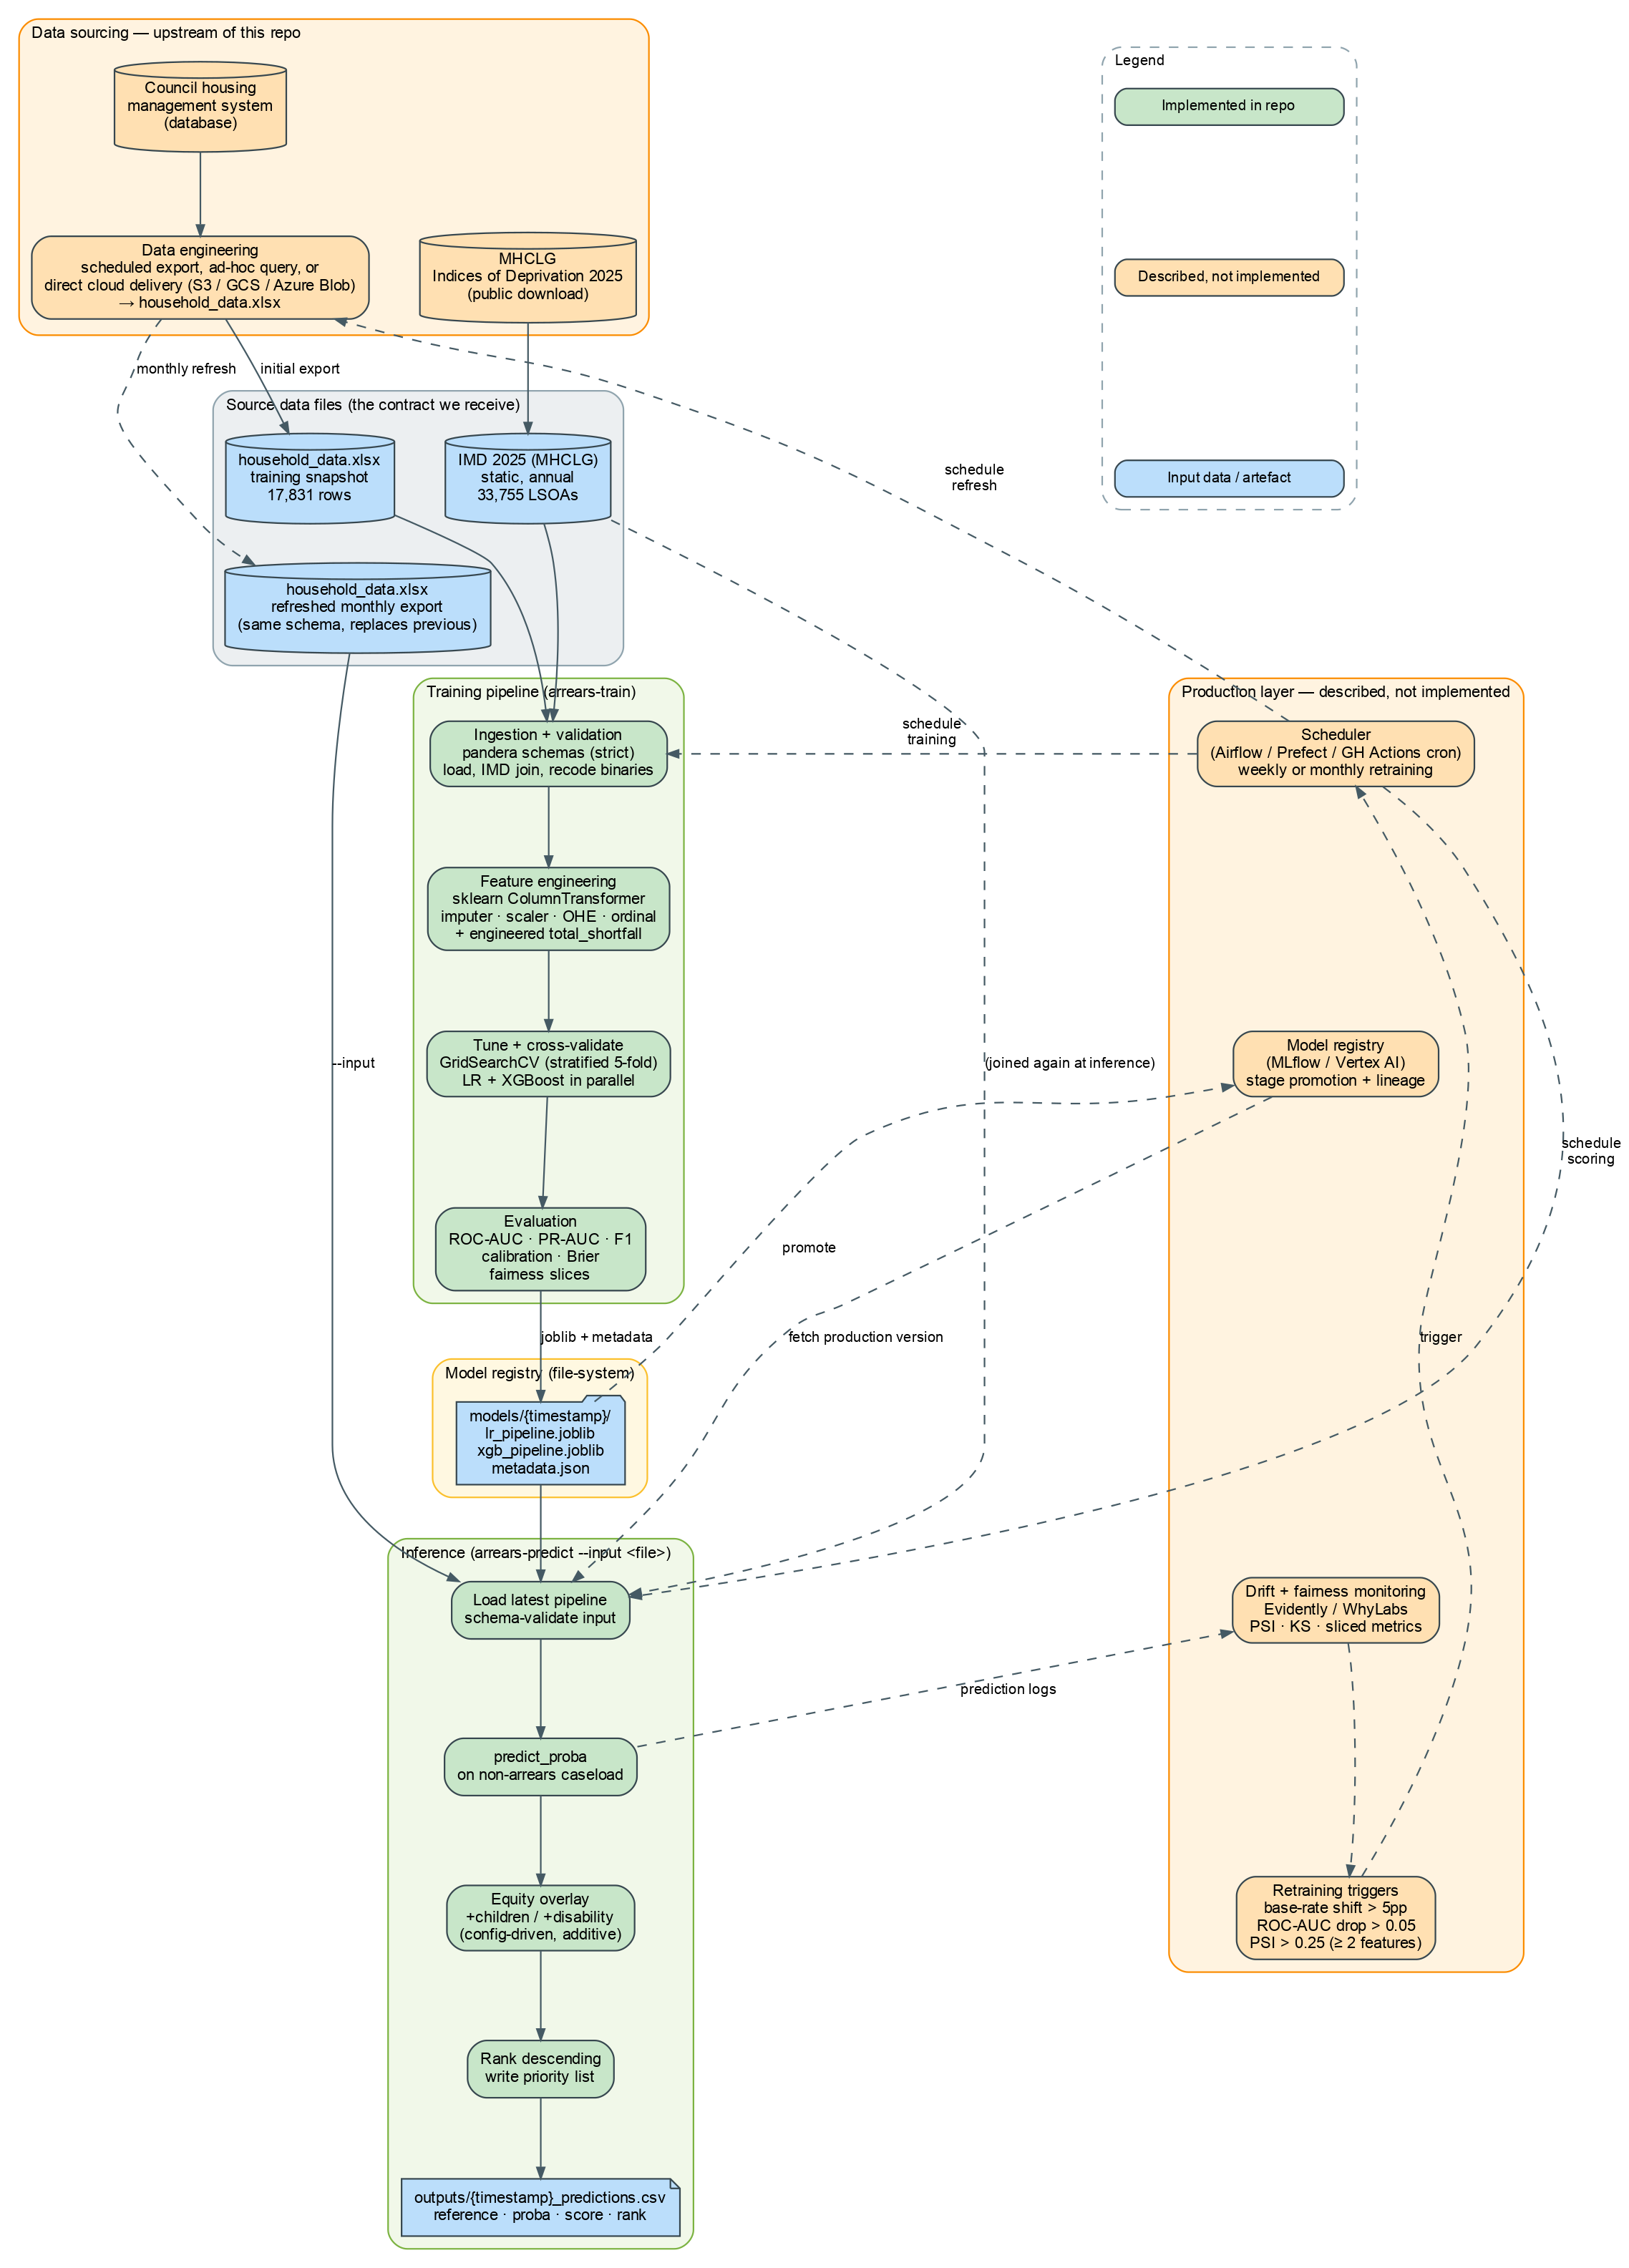 Data sourcing — upstream of this repo
Council housing
management system
(database)
Data engineering
scheduled export, ad-hoc query, or
direct cloud delivery (S3 / GCS / Azure Blob)
→ household_data.xlsx
MHCLG
Indices of Deprivation 2025
(public download)
Legend
Implemented in repo
Described, not implemented
Input data / artefact
monthly refresh
initial export
schedule
refresh
Source data files (the contract we receive)
household_data.xlsx
training snapshot
17,831 rows
IMD 2025 (MHCLG)
static, annual
33,755 LSOAs
household_data.xlsx
refreshed monthly export
(same schema, replaces previous)
Training pipeline (arrears-train)
Ingestion + validation
pandera schemas (strict)
load, IMD join, recode binaries
schedule
training
Feature engineering
sklearn ColumnTransformer
imputer · scaler · OHE · ordinal
+ engineered total_shortfall
Tune + cross-validate
GridSearchCV (stratified 5-fold)
LR + XGBoost in parallel
Evaluation
ROC-AUC · PR-AUC · F1
calibration · Brier
fairness slices
--input
(joined again at inference)
Production layer — described, not implemented
Scheduler
(Airflow / Prefect / GH Actions cron)
weekly or monthly retraining
Model registry
(MLflow / Vertex AI)
stage promotion + lineage
schedule
scoring
promote
fetch production version
trigger
joblib + metadata
Model registry (file-system)
models/{timestamp}/
lr_pipeline.joblib
xgb_pipeline.joblib
metadata.json
Inference (arrears-predict --input <file>)
Load latest pipeline
schema-validate input
Drift + fairness monitoring
Evidently / WhyLabs
PSI · KS · sliced metrics
prediction logs
predict_proba
on non-arrears caseload
Equity overlay
+children / +disability
(config-driven, additive)
Retraining triggers
base-rate shift > 5pp
ROC-AUC drop > 0.05
PSI > 0.25 (≥ 2 features)
Rank descending
write priority list
outputs/{timestamp}_predictions.csv
reference · proba · score · rank